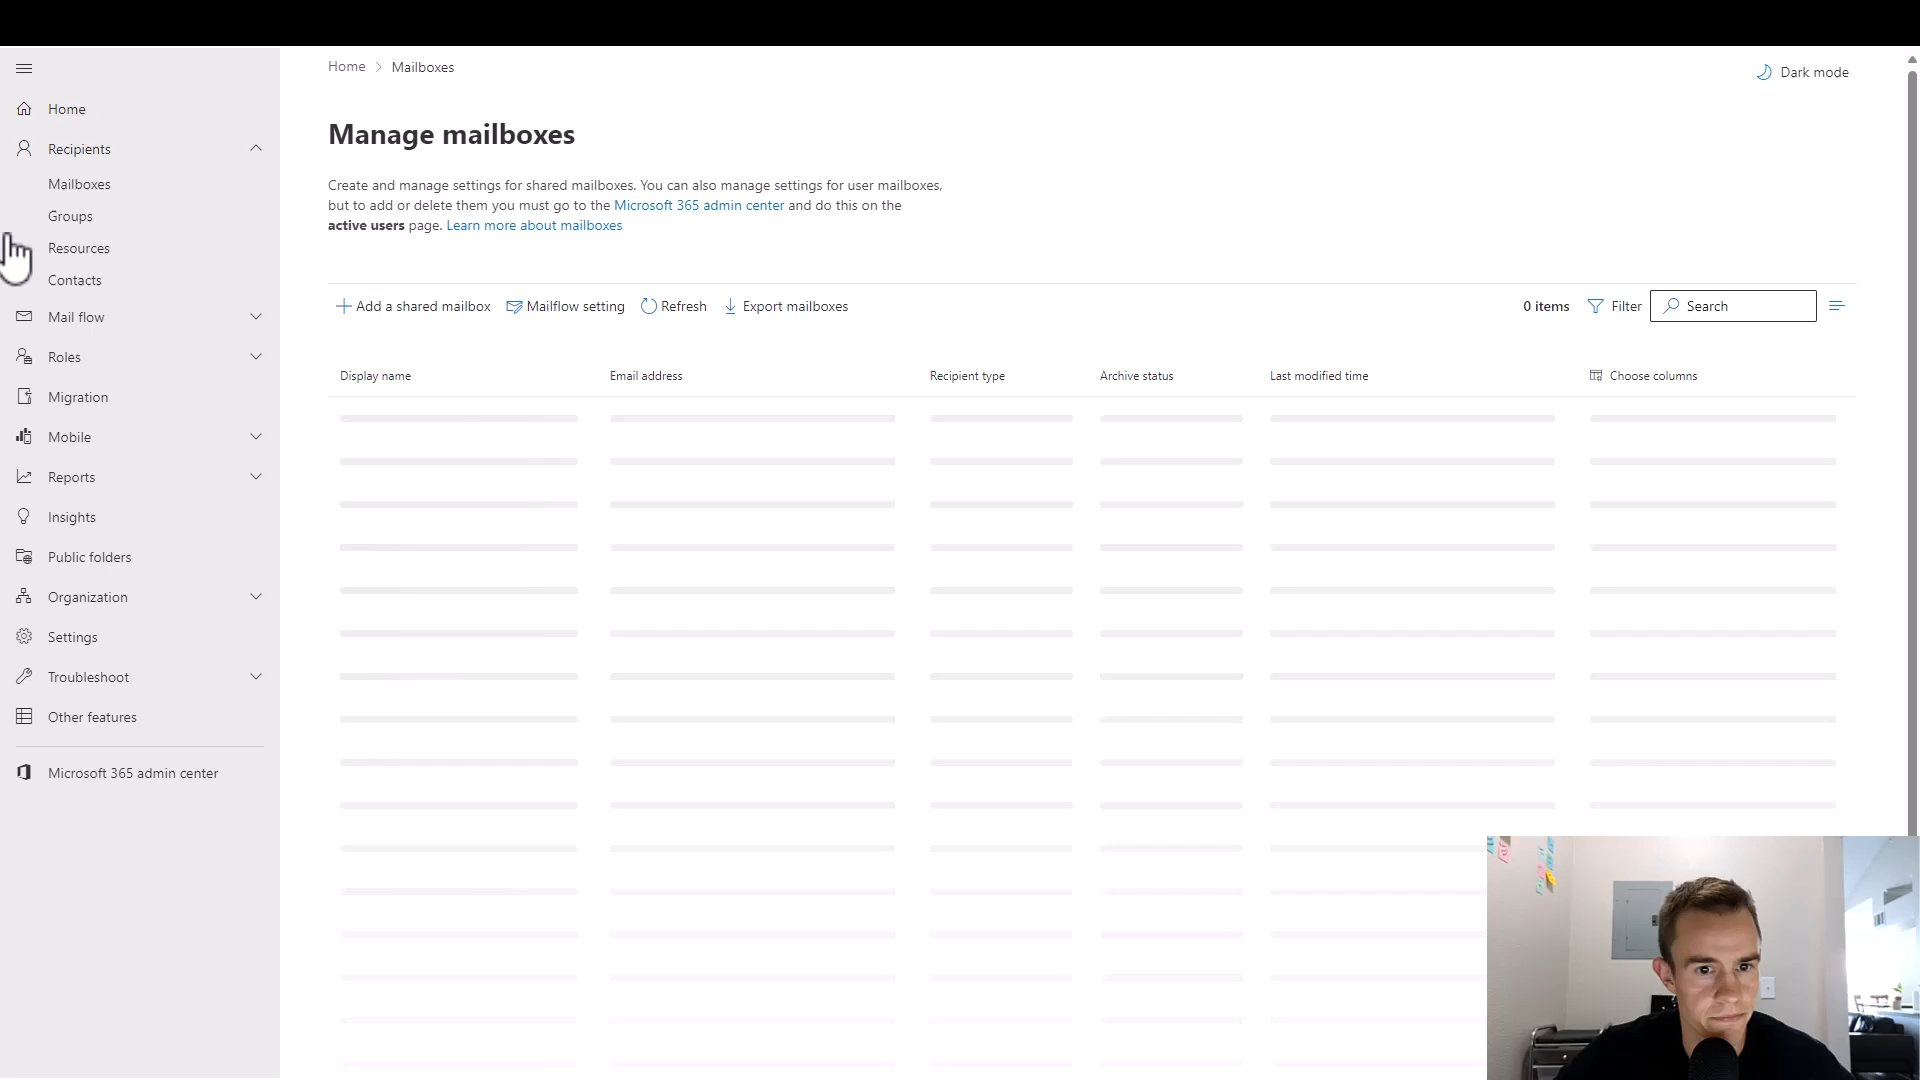 Home > Mailboxes
Dark mode
Home
Recipients
Mailboxes
Groups
Resources
Contacts
Mail flow
Roles
Migration
Mobile
Reports
Insights
Public folders
Organization
Settings
Troubleshoot
Other features
Microsoft 365 admin center
Manage mailboxes
Create and manage settings for shared mailboxes. You can also manage settings for user mailboxes,
but to add or delete them you must go to the Microsoft 365 admin center and do this on the
active users page. Learn more about mailboxes
Add a shared mailbox Mailflow setting Refresh Export mailboxes 0 items Filter Search
Display name Email address Recipient type Archive status Last modified time Choose columns